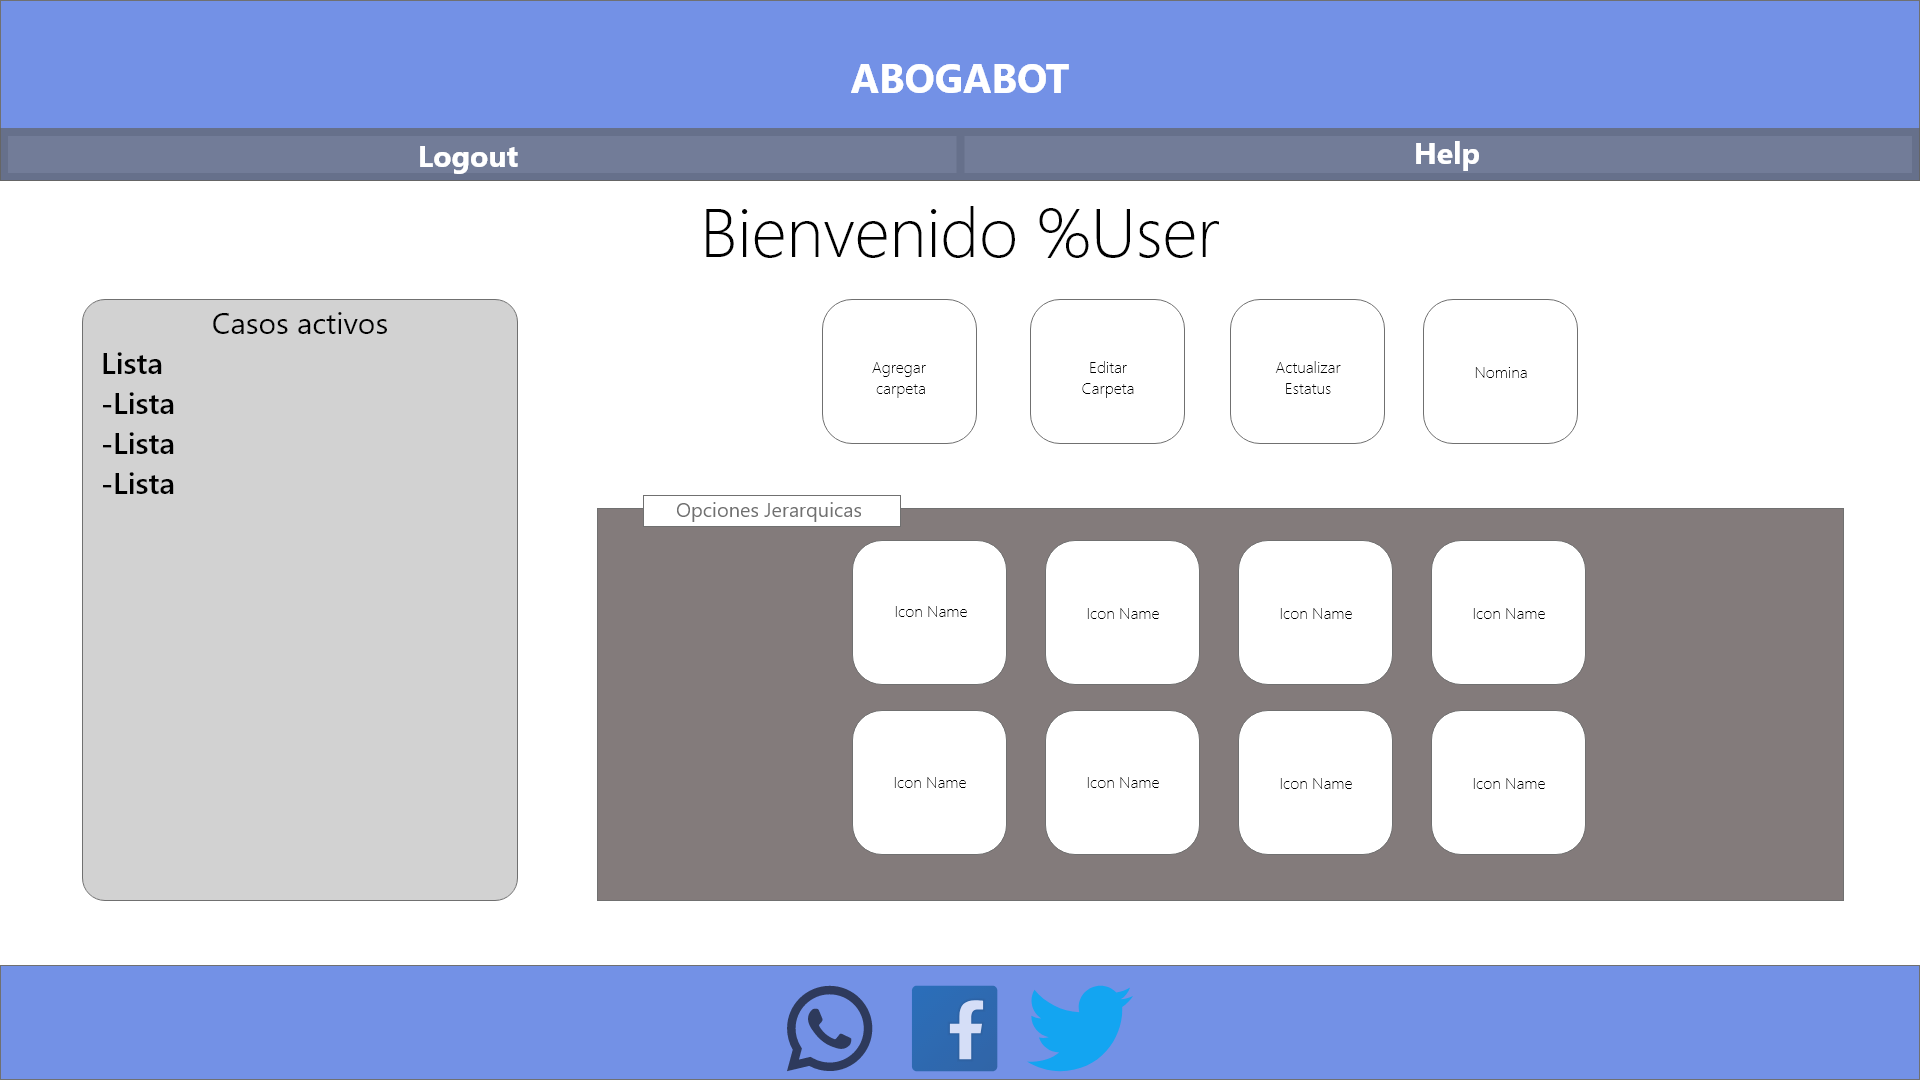 ABOGABOT
Logout
Help
Bienvenido %User
Casos activos
Lista
-Lista
-Lista
-Lista
Agregar
carpeta
Editar
Carpeta
Actualizar
Estatus
Nomina
Opciones Jerarquicas
Icon Name
Icon Name
Icon Name
Icon Name
Icon Name
Icon Name
Icon Name
Icon Name